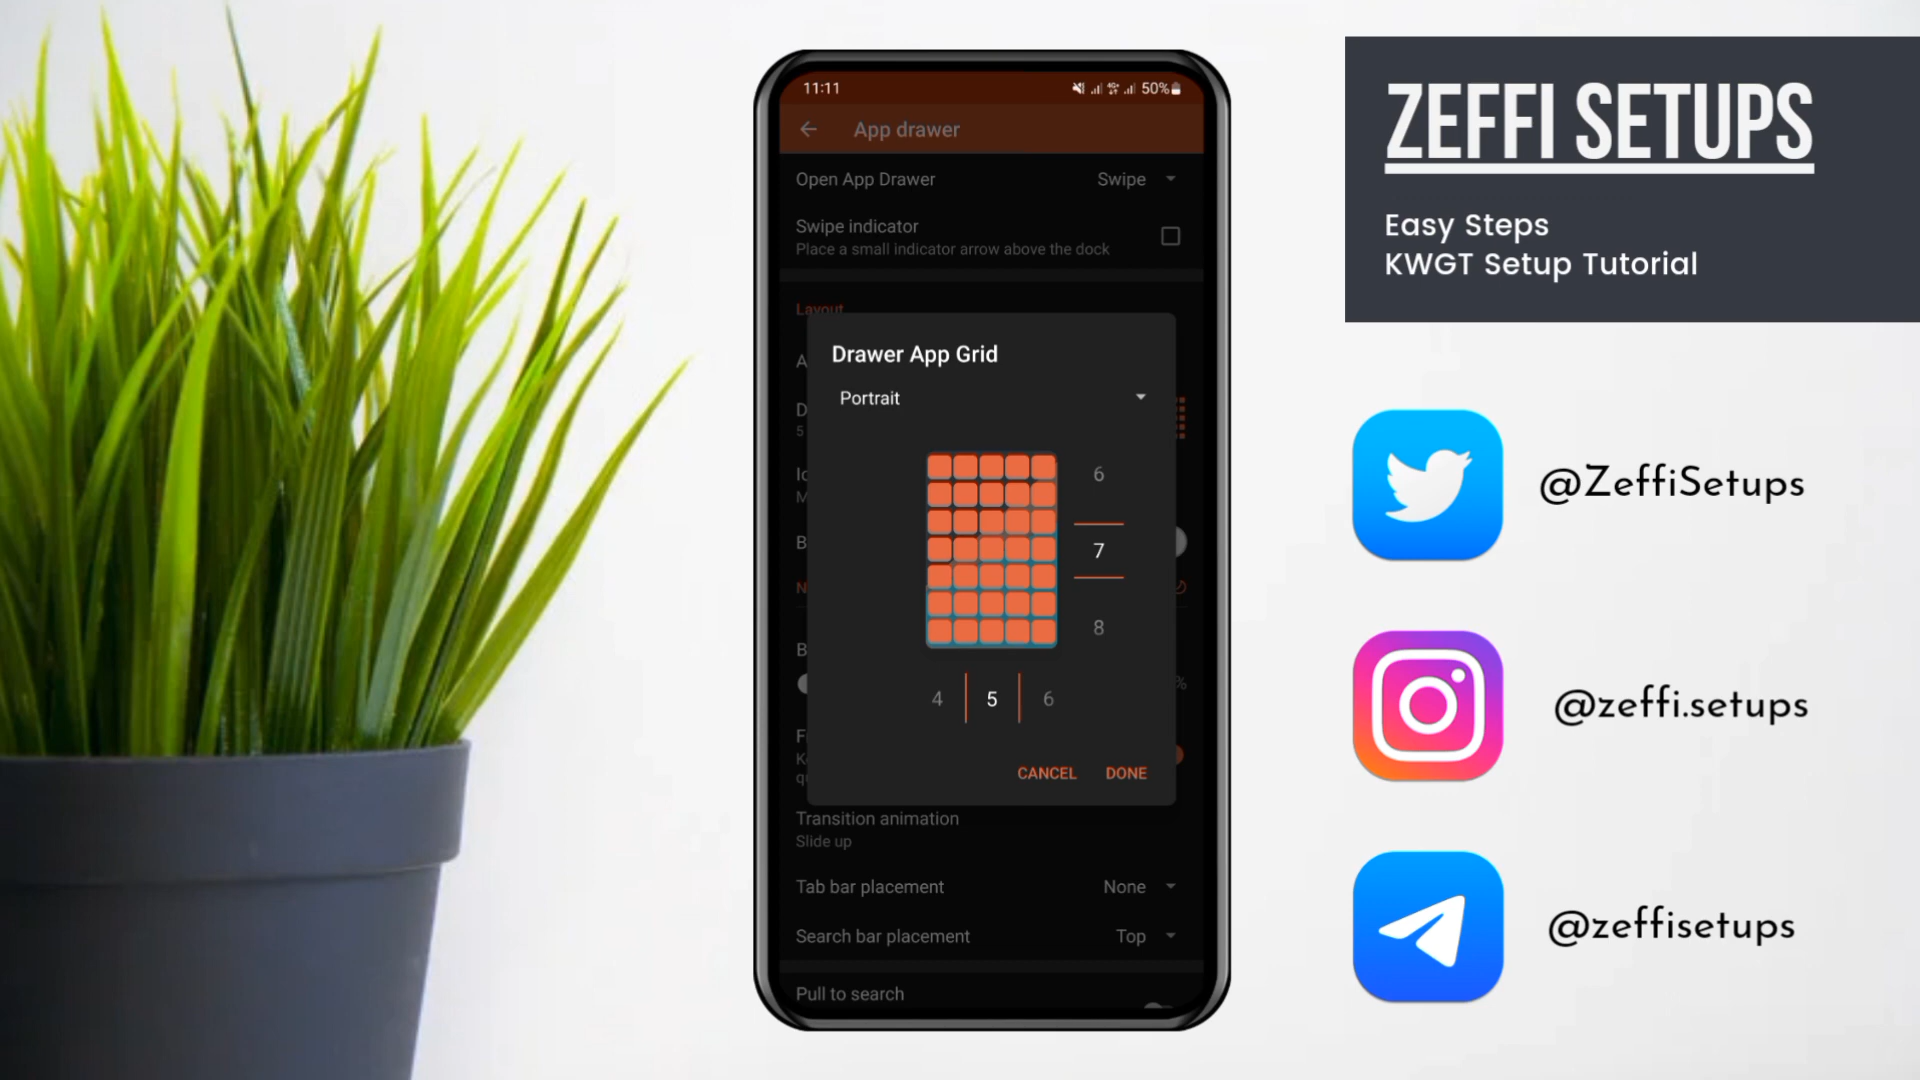 11:11
50%
App drawer
Open App Drawer
Swipe
Swipe indicator
Place a small indicator arrow above the dock
Layout
Drawer App Grid
Portrait
6
7
8
4 5 6
CANCEL DONE
Transition animation
Slide up
Tab bar placement
None
Search bar placement
Top
Pull to search
ZEFFI SETUPS
Easy Steps
KWGT Setup Tutorial
@ZeffiSetups
@zeffi.setups
@zeffisetups